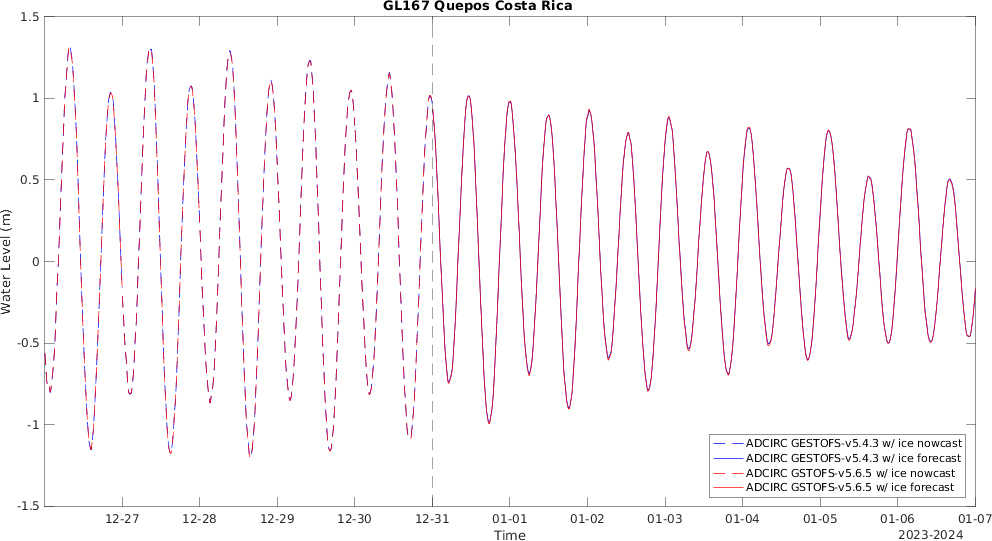 GL167 Quepos Costa Rica
1.5
1
0.5
0
-0.5
-1
-1.5
Water Level (m)
12-27
12-28
12-29
12-30
12-31
01-01
01-02
01-03
01-04
01-05
01-06
01-07
Time
2023-2024
ADCIRC GESTOFS-v5.4.3 w/ ice nowcast
ADCIRC GESTOFS-v5.4.3 w/ ice forecast
ADCIRC GSTOFS-v5.6.5 w/ ice nowcast
ADCIRC GSTOFS-v5.6.5 w/ ice forecast